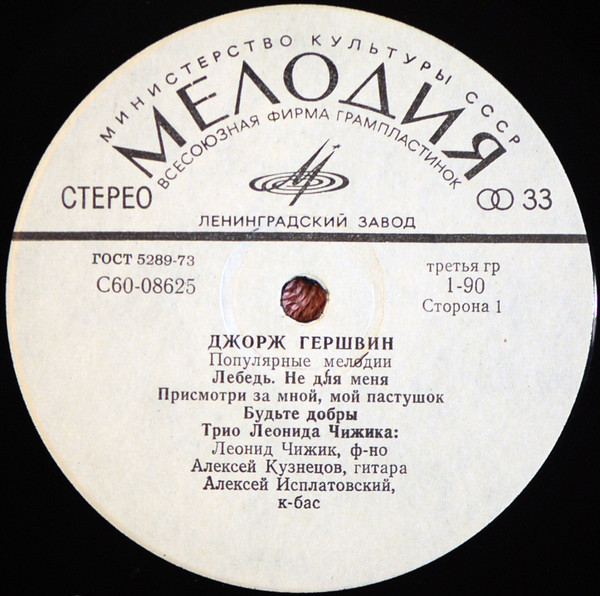 МИНИСТЕРСТВО КУЛЬТУРЫ СССР
МЕЛОДИЯ
ВСЕСОЮЗНАЯ ФИРМА ГРАМПЛАСТИНОК
СТЕРЕО
33
ЛЕНИНГРАДСКИЙ ЗАВОД
ГОСТ 5289-73
С60-08625
третья гр
1-90
Сторона 1
ДЖОРЖ ГЕРШВИН
Популярные мелодии
Лебедь. Не для меня
Присмотри за мной, мой пастушок
Будьте добры
Трио Леонида Чижика:
Леонид Чижик, ф-но
Алексей Кузнецов, гитара
Алексей Исплатовский,
к-бас